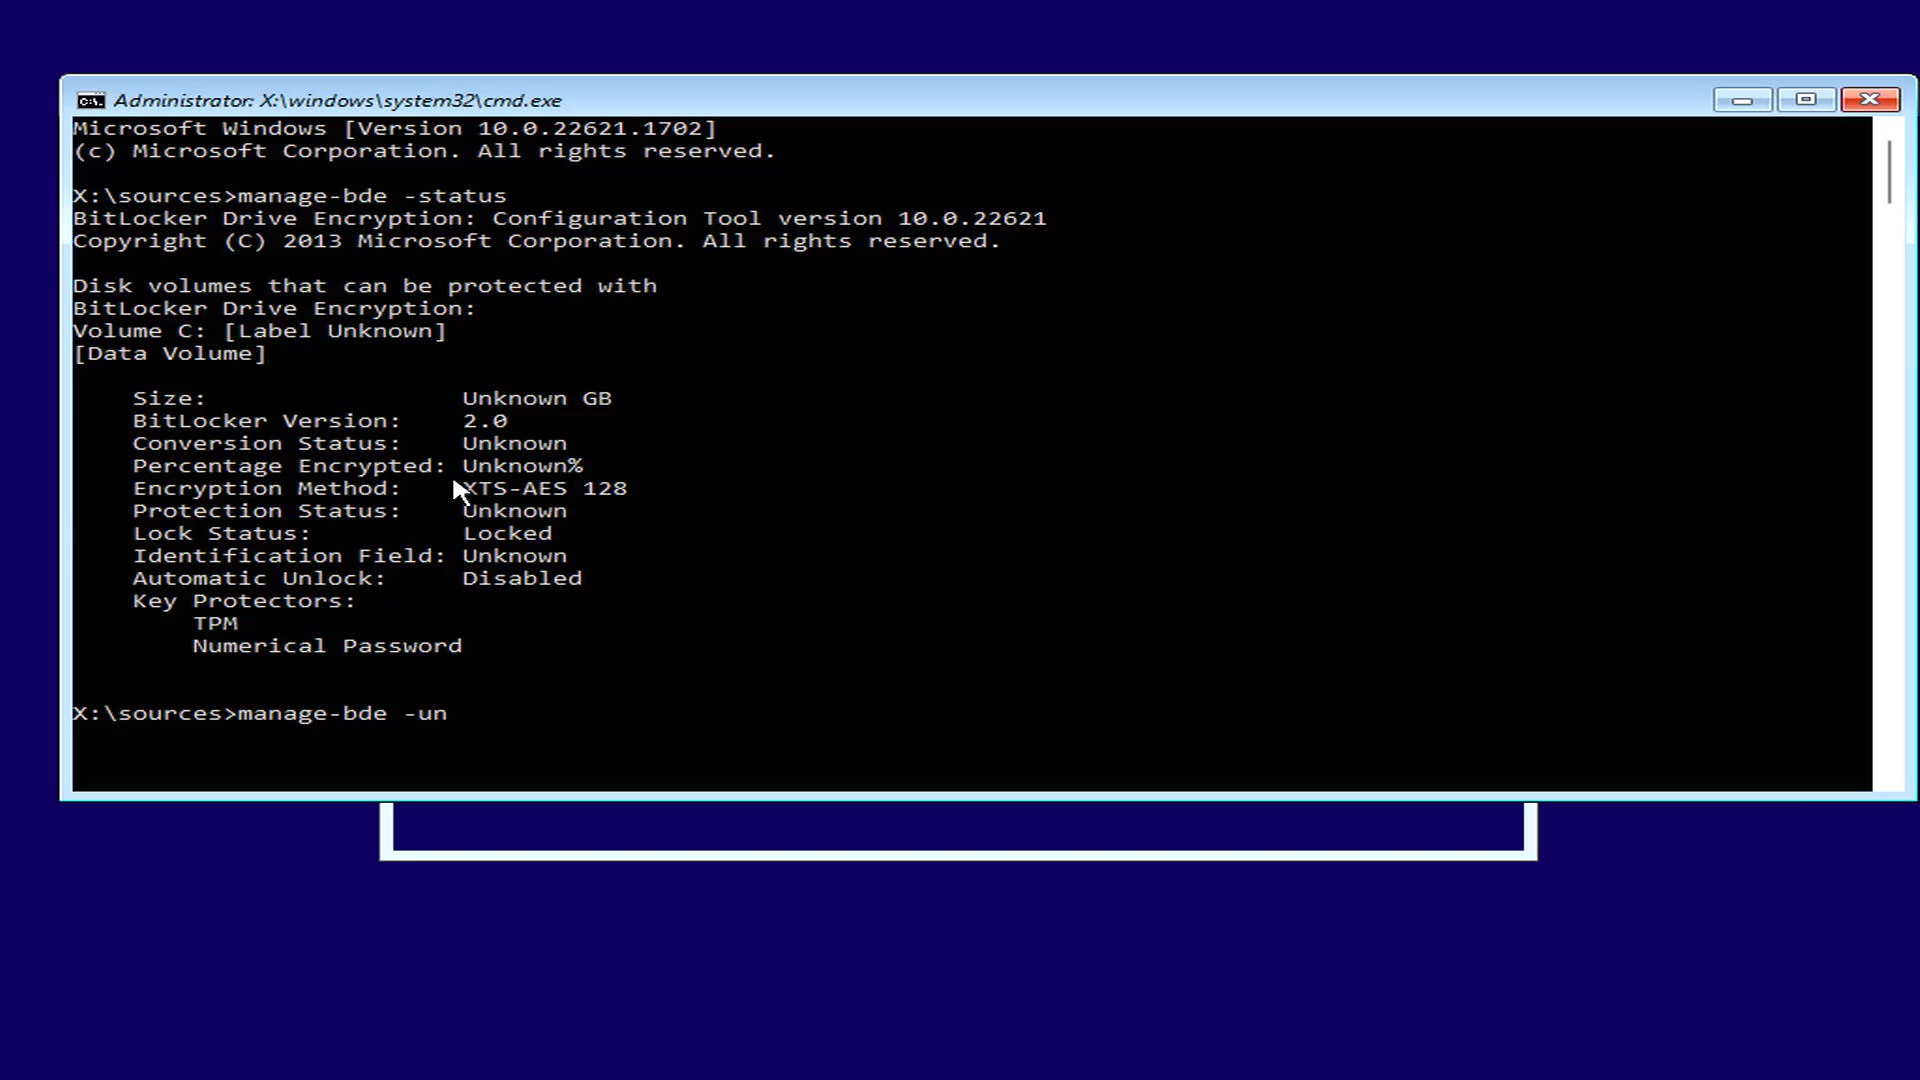 Administrator: X:\windows\system32\cmd.exe
Microsoft Windows [Version 10.0.22621.1702]
(c) Microsoft Corporation. All rights reserved.
X:\sources>manage-bde -status
BitLocker Drive Encryption: Configuration Tool version 10.0.22621
Copyright (C) 2013 Microsoft Corporation. All rights reserved.
Disk volumes that can be protected with
BitLocker Drive Encryption:
Volume C: [Label Unknown]
[Data Volume]
Size: Unknown GB
BitLocker Version: 2.0
Conversion Status: Unknown
Percentage Encrypted: Unknown%
Encryption Method: XTS-AES 128
Protection Status: Unknown
Lock Status: Locked
Identification Field: Unknown
Automatic Unlock: Disabled
Key Protectors:
TPM
Numerical Password
X:\sources>manage-bde -un